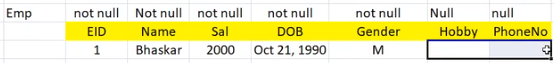 Emp not null Not null not null not null not null Null null
EID Name Sal DOB Gender Hobby PhoneNo
1 Bhaskar 2000 Oct 21, 1990 M